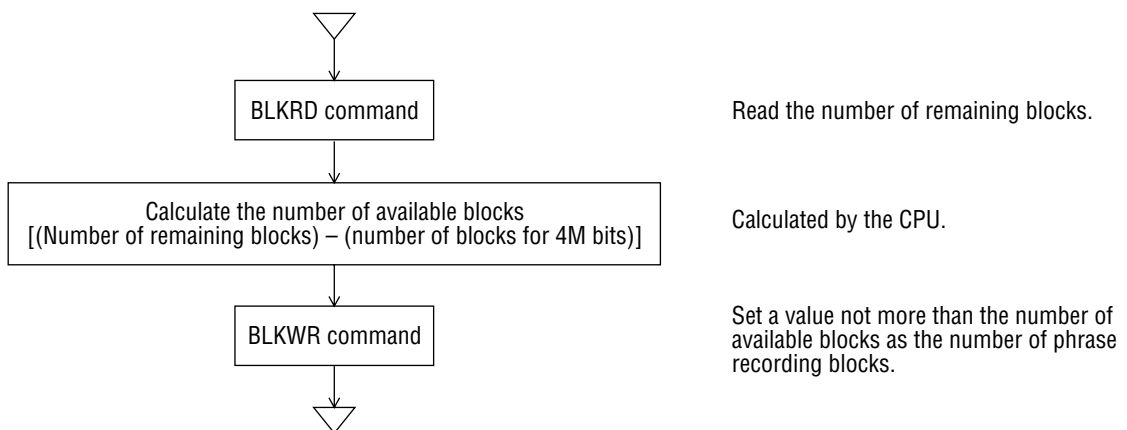 BLKRD command
Read the number of remaining blocks.
Calculate the number of available blocks
[(Number of remaining blocks) – (number of blocks for 4M bits)]
Calculated by the CPU.
BLKWR command
Set a value not more than the number of
available blocks as the number of phrase
recording blocks.